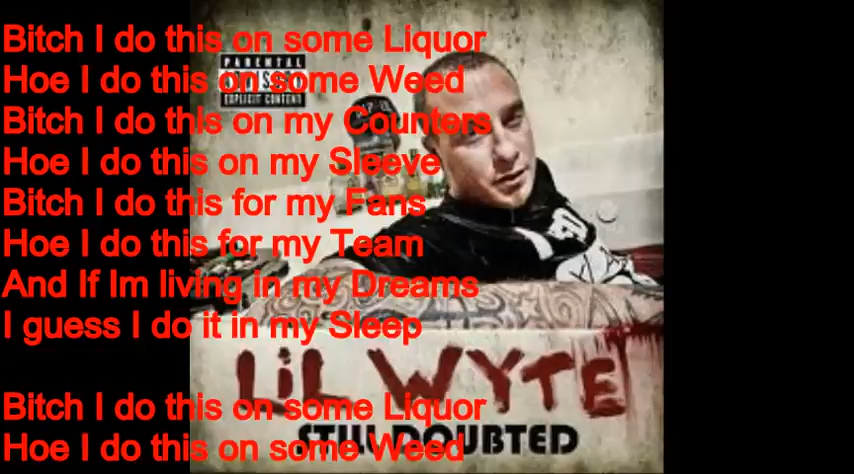 Bitch I do this on some Liquor
Hoe I do this on some Weed
PARENTAL
ADVISORY
EXPLICIT CONTENT
Bitch I do this on my Counters
Hoe I do this on my Sleeve
Bitch I do this for my Fans
Hoe I do this for my Team
And If Im living in my Dreams
I guess I do it in my Sleep
LiL WYTE
Bitch I do this on some Liquor
Hoe I do this on some Weed
STILL DOUBTED